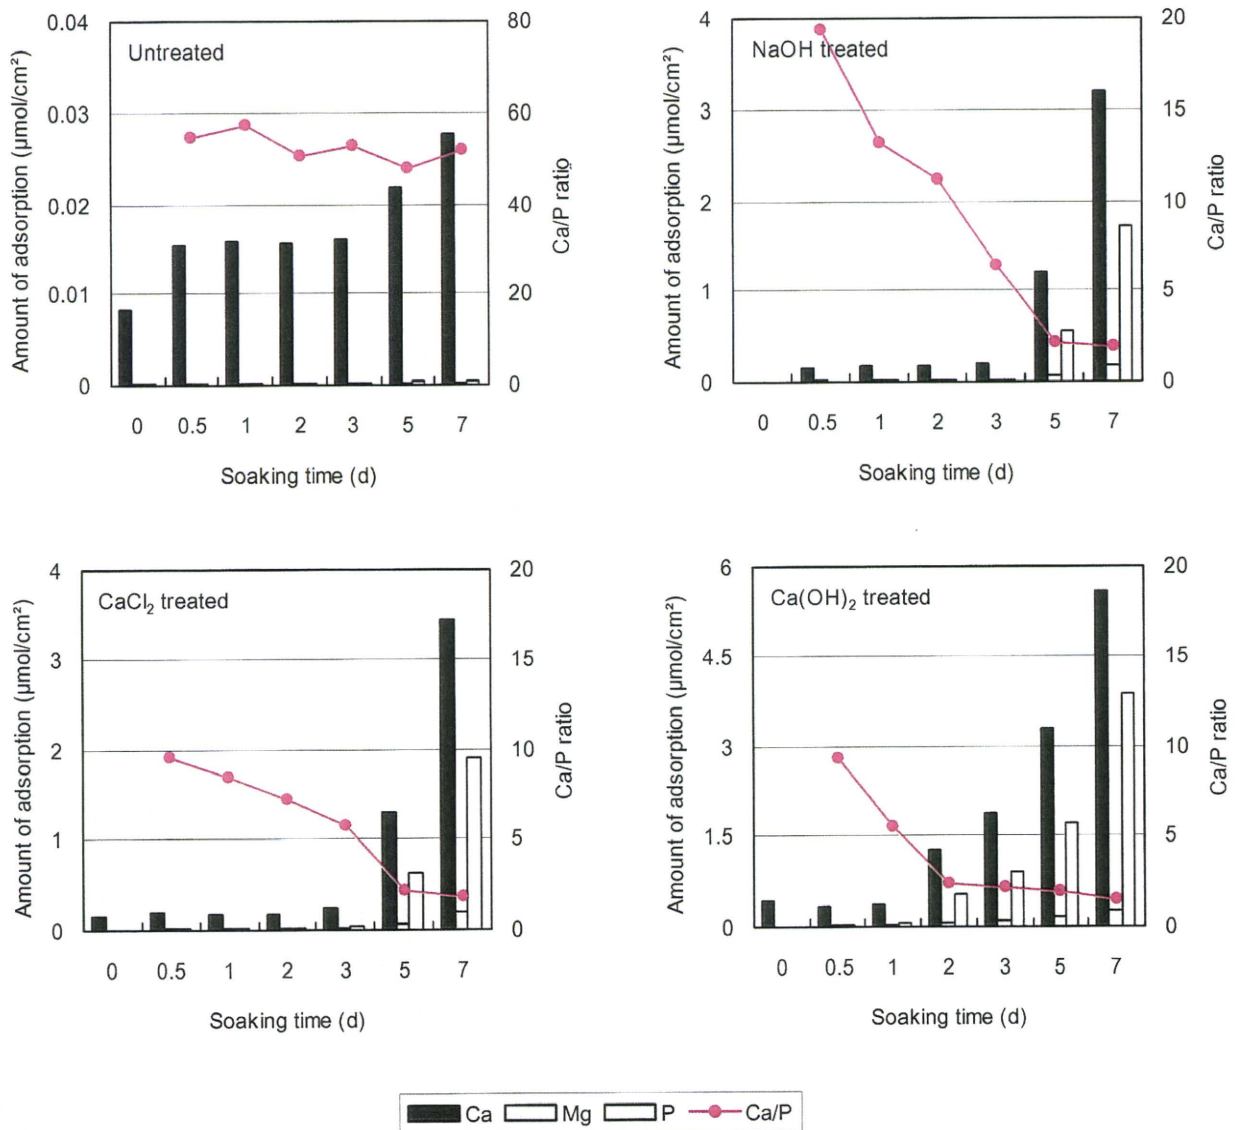 Untreated
Amount of adsorption (µmol/cm²)
0.04
0.03
0.02
0.01
0
80
60
40
20
0
Ca/P ratio
0 0.5 1 2 3 5 7
Soaking time (d)
NaOH treated
Amount of adsorption (µmol/cm²)
4
3
2
1
0
20
15
10
5
0
Ca/P ratio
0 0.5 1 2 3 5 7
Soaking time (d)
CaCl₂ treated
Amount of adsorption (µmol/cm²)
4
3
2
1
0
20
15
10
5
0
Ca/P ratio
0 0.5 1 2 3 5 7
Soaking time (d)
Ca(OH)₂ treated
Amount of adsorption (µmol/cm²)
6
4.5
3
1.5
0
20
15
10
5
0
Ca/P ratio
0 0.5 1 2 3 5 7
Soaking time (d)
Ca Mg P Ca/P